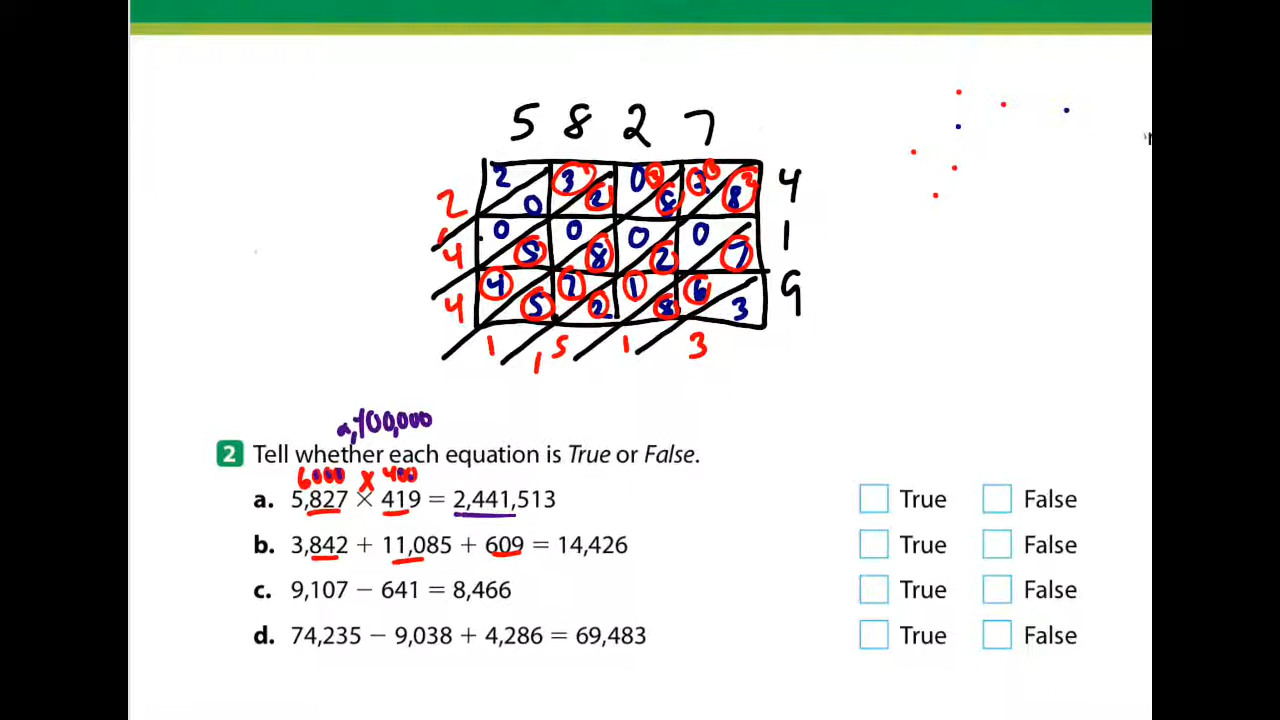 5 8 2 7
2 3 0 2 4
2 0 2 8 8
0 0 0 0 1
4 5 8 2 7
4 2 1 6 9
4 5 2 8 3
1 1 5 1 3
2,400,000
2 Tell whether each equation is True or False.
6000 × 400
a. 5,827 × 419 = 2,441,513 True False
b. 3,842 + 11,085 + 609 = 14,426 True False
c. 9,107 − 641 = 8,466 True False
d. 74,235 − 9,038 + 4,286 = 69,483 True False